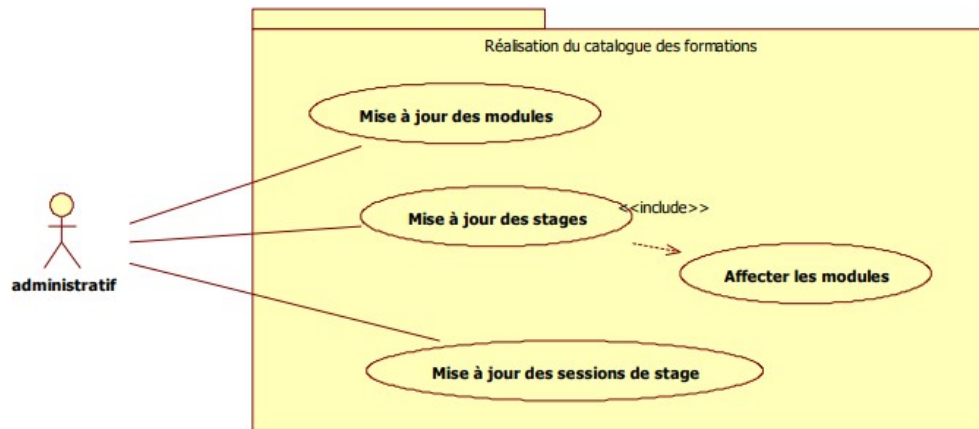 Réalisation du catalogue des formations
Mise à jour des modules
Mise à jour des stages
<<include>>
Affecter les modules
administratif
Mise à jour des sessions de stage